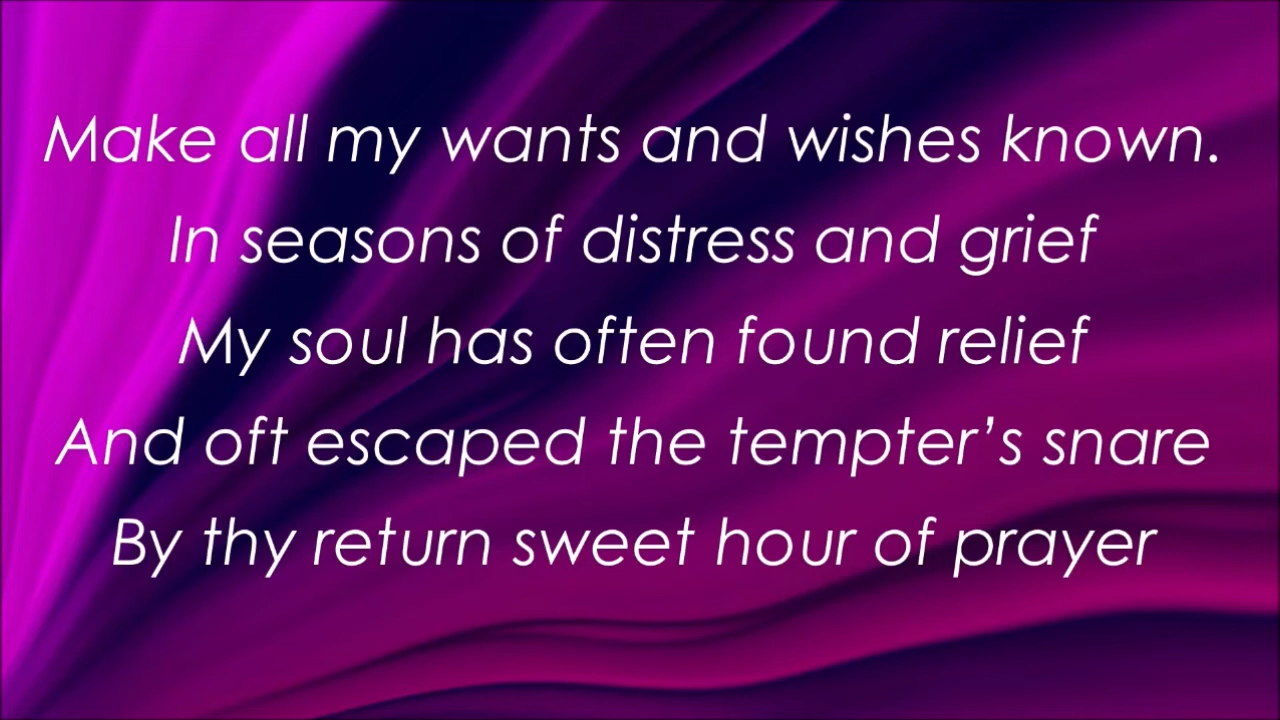 Make all my wants and wishes known.
In seasons of distress and grief
My soul has often found relief
And oft escaped the tempter’s snare
By thy return sweet hour of prayer